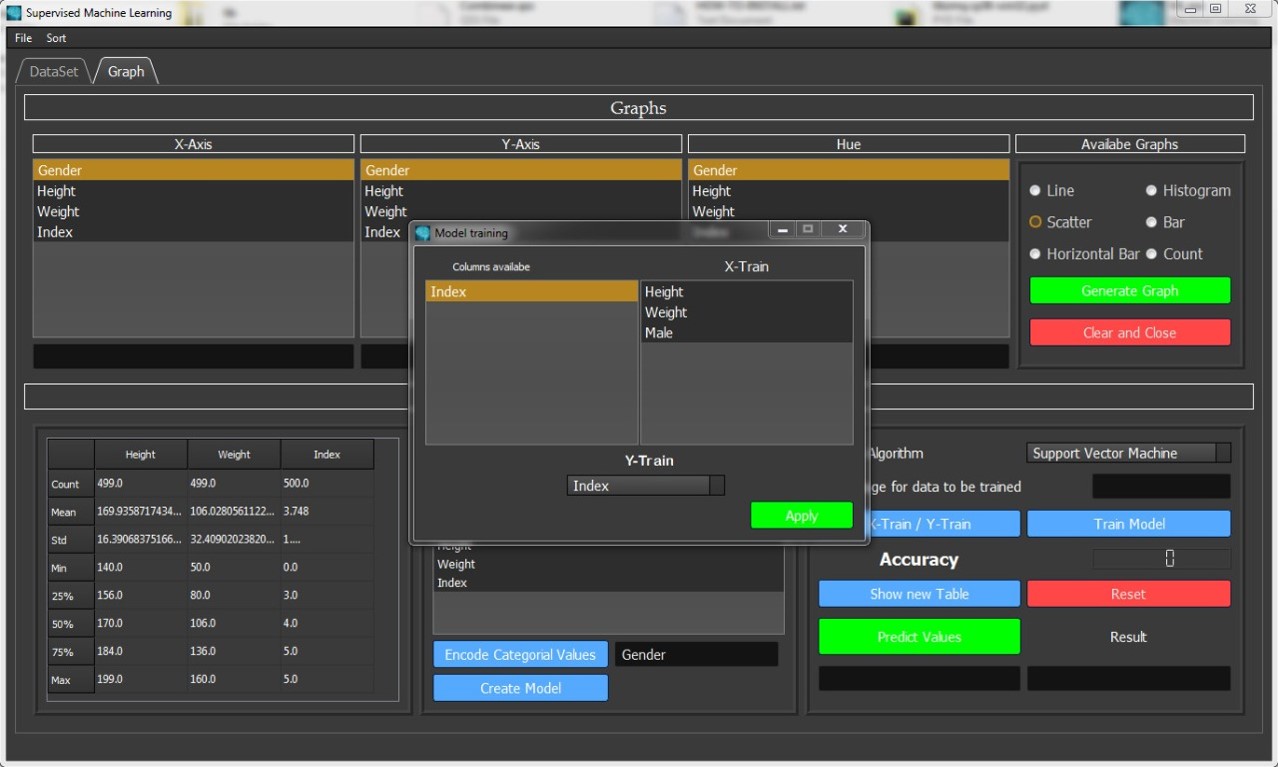 Supervised Machine Learning
File Sort
DataSet Graph
Graphs
X-Axis Y-Axis Hue Availabe Graphs
Gender Gender Gender
Height Height Height
Weight Weight Weight
Index Index
Line Histogram
Scatter Bar
Horizontal Bar Count
Generate Graph
Clear and Close
Model training
Columns availabe X-Train
Index Height
Weight
Male
Y-Train
Index
Apply
Height Weight Index
Count 499.0 499.0 500.0
Mean 169.9358717434... 106.0280561122... 3.748
Std 16.39068375166... 32.40902023820... 1....
Min 140.0 50.0 0.0
25% 156.0 80.0 3.0
50% 170.0 106.0 4.0
75% 184.0 136.0 5.0
Max 199.0 160.0 5.0
Height
Weight
Index
Encode Categorial Values Gender
Create Model
Algorithm Support Vector Machine
ge for data to be trained
X-Train / Y-Train Train Model
Accuracy 0
Show new Table Reset
Predict Values Result